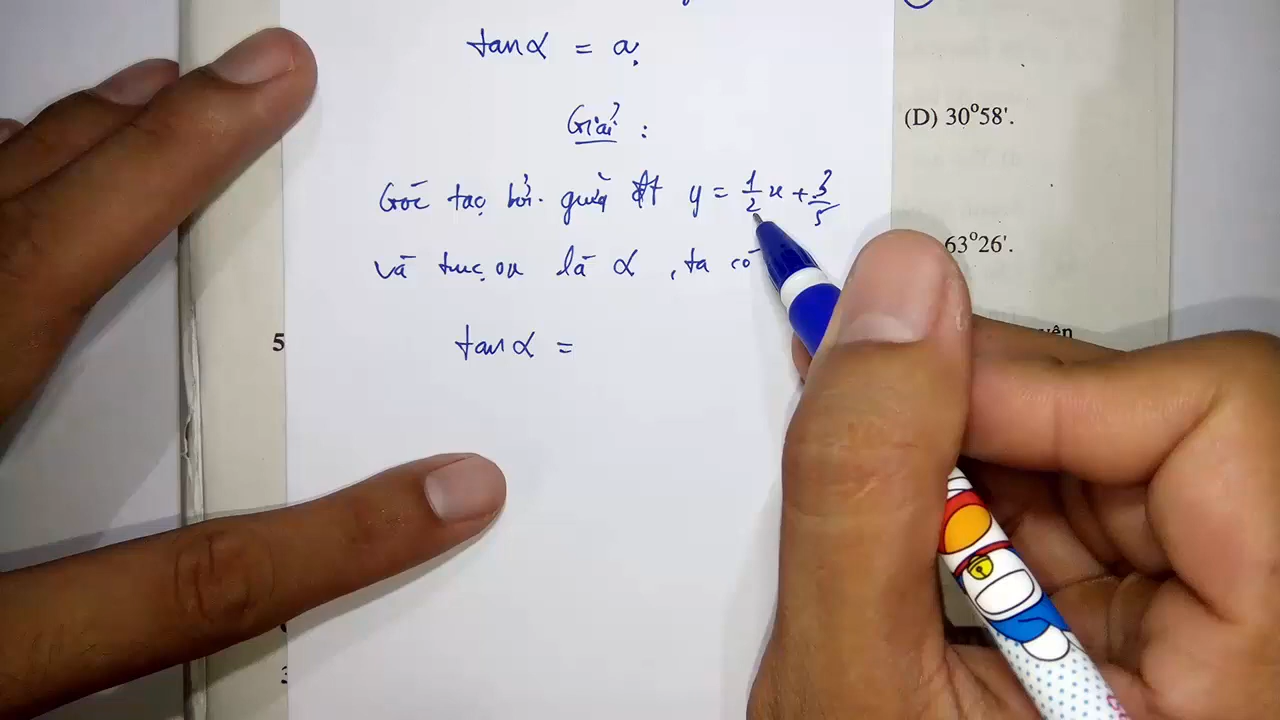 tanα = a.
(D) 30°58'.
Giải :
Góc tạo bởi giữa đt y = 1/2 x + 3/5
63°26'.
và trục ox là α , ta có
5
yên
tanα =